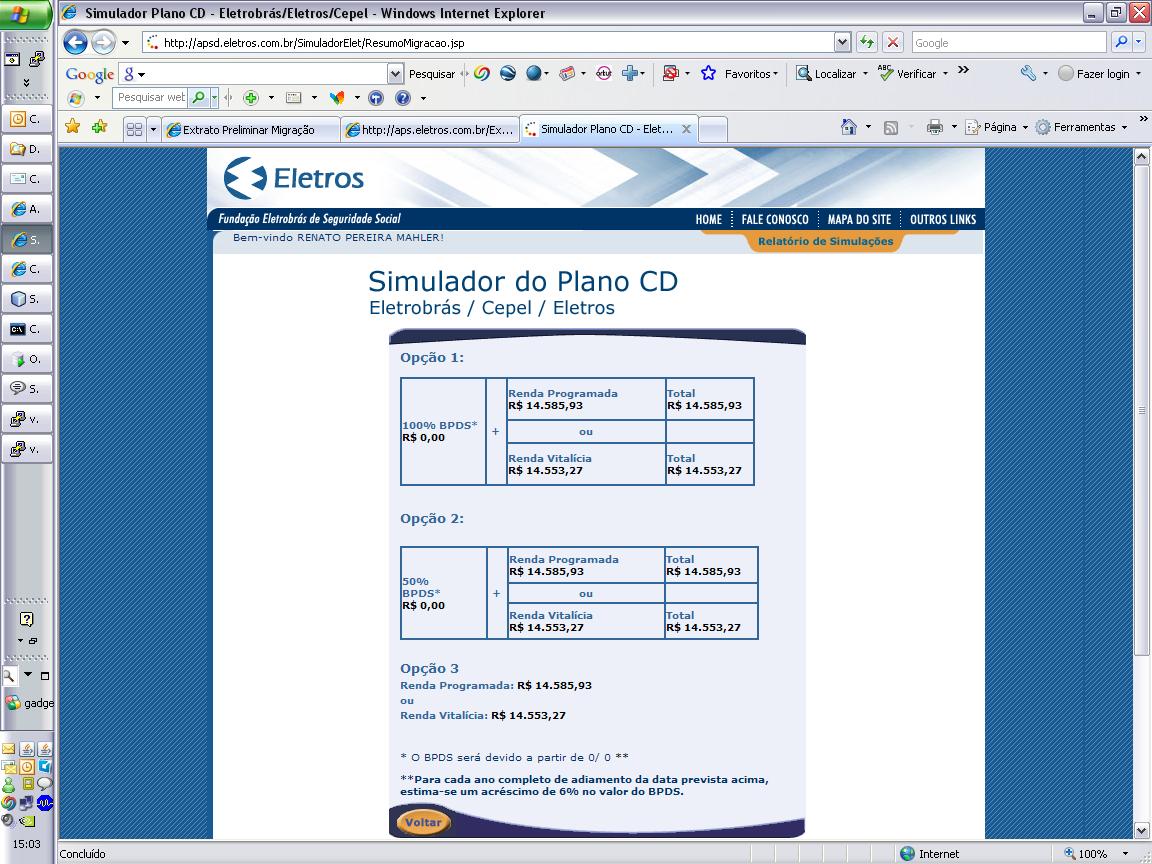 Simulador Plano CD - Eletrobrás/Eletros/Cepel - Windows Internet Explorer
http://apsd.eletros.com.br/SimuladorElet/ResumoMigracao.jsp
Google
Google
Pesquisar
Favoritos
Localizar
Verificar
Fazer login
Pesquisar web
Extrato Preliminar Migração
http://aps.eletros.com.br/Ex...
Simulador Plano CD - Elet...
Página
Ferramentas
C.
D.
C.
A.
S.
C.
S.
C.
O.
S.
v.
v.
gadge
15:03
Eletros
Fundação Eletrobrás de Seguridade Social
HOME
FALE CONOSCO
MAPA DO SITE
OUTROS LINKS
Bem-vindo RENATO PEREIRA MAHLER!
Relatório de Simulações
Simulador do Plano CD
Eletrobrás / Cepel / Eletros
Opção 1:
100% BPDS*
R$ 0,00
+
Renda Programada
R$ 14.585,93
Total
R$ 14.585,93
ou
Renda Vitalícia
R$ 14.553,27
Total
R$ 14.553,27
Opção 2:
50%
BPDS*
R$ 0,00
+
Renda Programada
R$ 14.585,93
Total
R$ 14.585,93
ou
Renda Vitalícia
R$ 14.553,27
Total
R$ 14.553,27
Opção 3
Renda Programada: R$ 14.585,93
ou
Renda Vitalícia: R$ 14.553,27
* O BPDS será devido a partir de 0/ 0 **
**Para cada ano completo de adiamento da data prevista acima,
estima-se um acréscimo de 6% no valor do BPDS.
Voltar
Concluído
Internet
100%